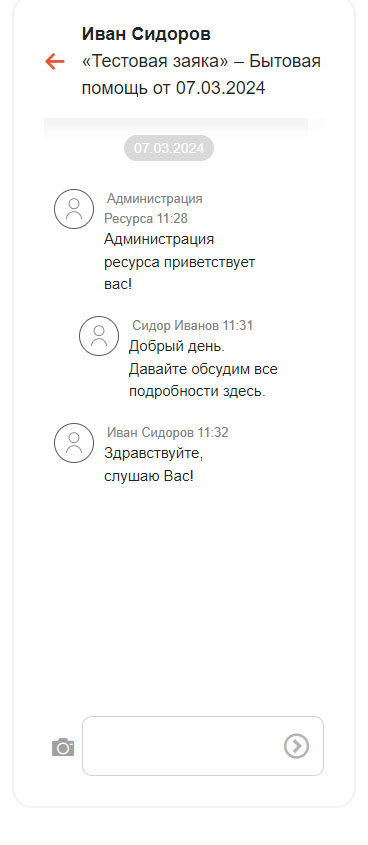 Иван Сидоров
«Тестовая заяка» – Бытовая
помощь от 07.03.2024
07.03.2024
Администрация
Ресурса 11:28
Администрация
ресурса приветствует
вас!
Сидор Иванов 11:31
Добрый день.
Давайте обсудим все
подробности здесь.
Иван Сидоров 11:32
Здравствуйте,
слушаю Вас!